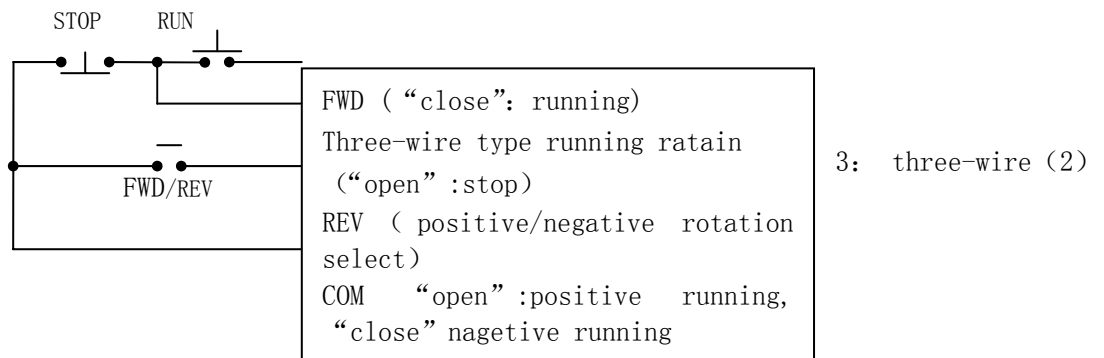 STOP RUN
FWD (“close”: running)
Three-wire type running ratain
(“open”:stop)
3: three-wire (2)
FWD/REV
REV ( positive/negative rotation
select)
COM “open”:positive running,
“close”nagetive running